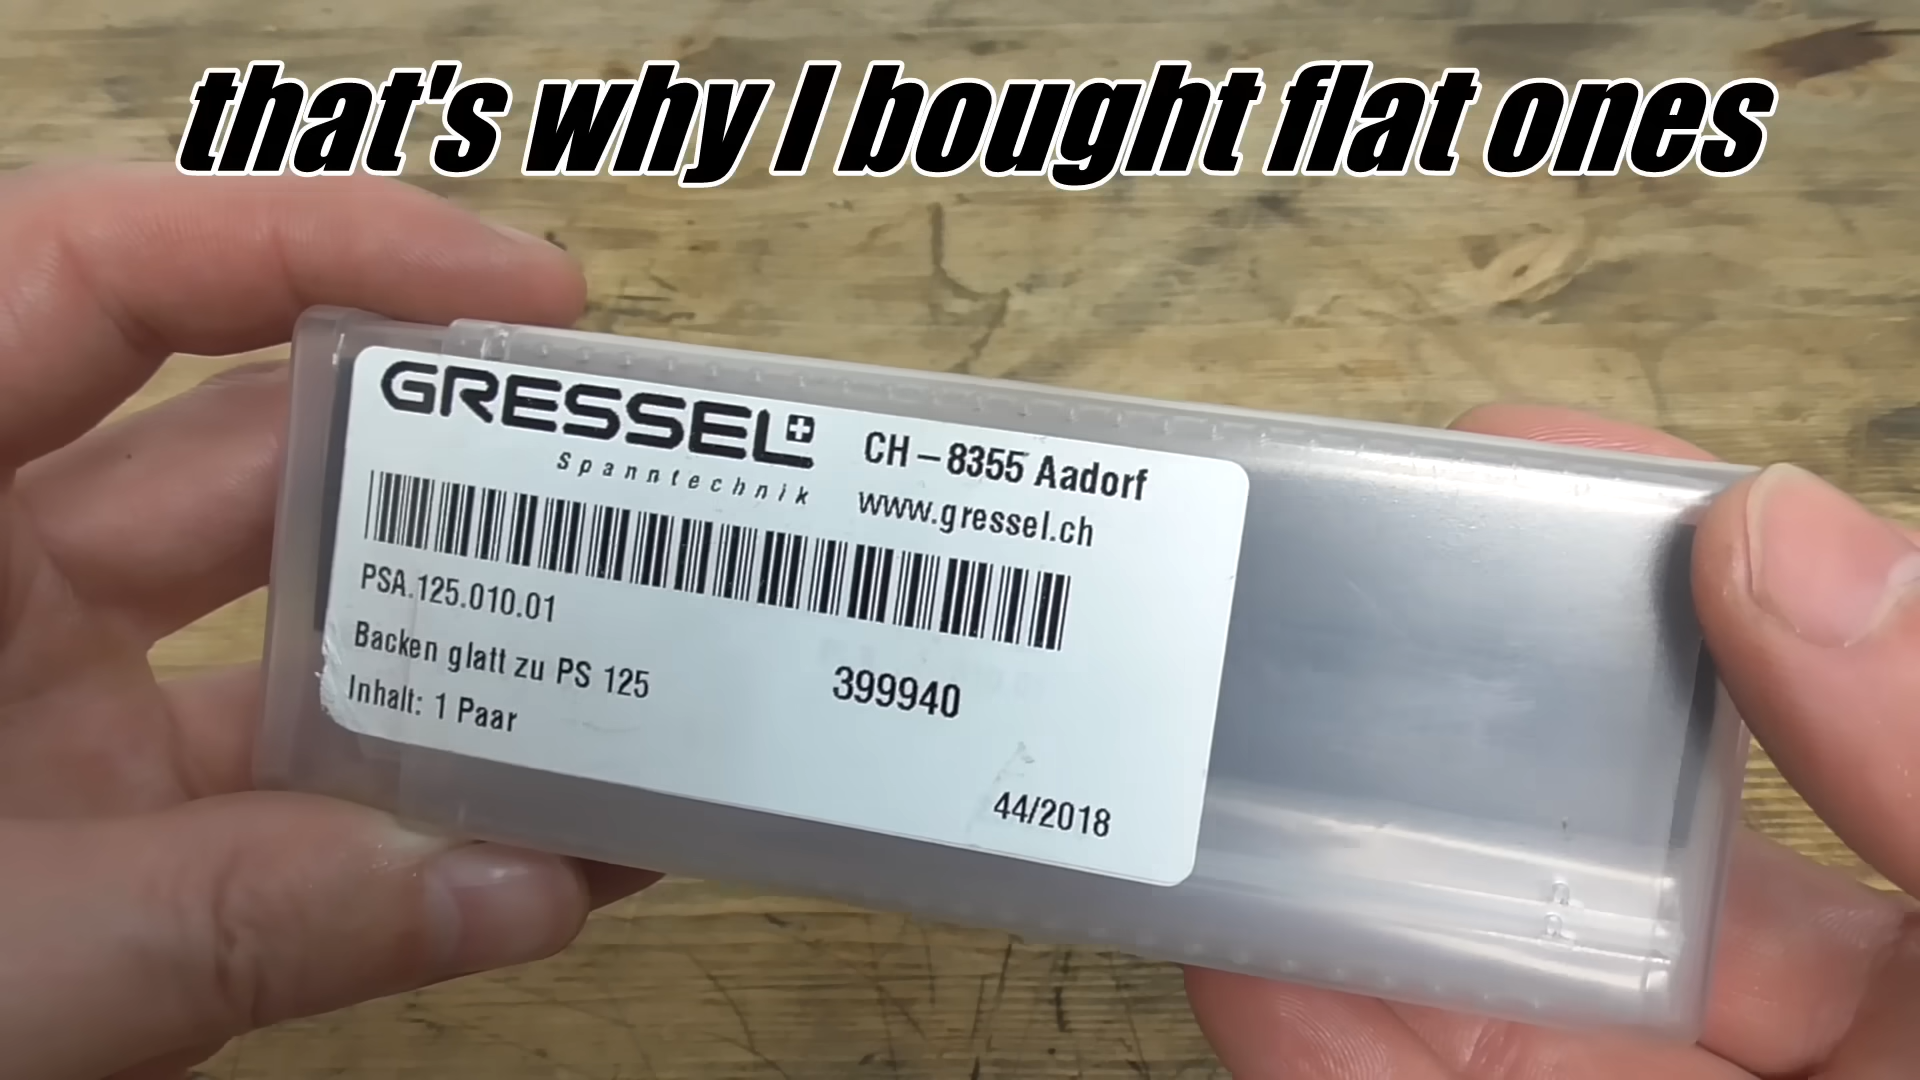 that's why I bought flat ones
GRESSEL
Spanntechnik
CH-8355 Aadorf
www.gressel.ch
PSA.125.010.01
Backen glatt zu PS 125
Inhalt: 1 Paar
399940
44/2018